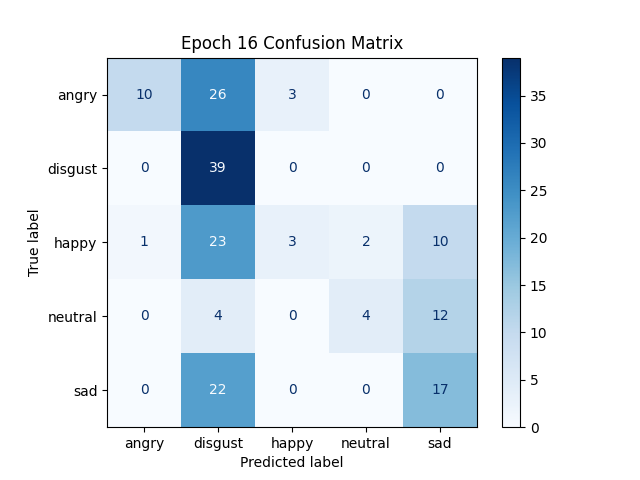 Epoch 16 Confusion Matrix
True label
angry 10 26 3 0 0
disgust 0 39 0 0 0
happy 1 23 3 2 10
neutral 0 4 0 4 12
sad 0 22 0 0 17
angry disgust happy neutral sad
Predicted label
35
30
25
20
15
10
5
0